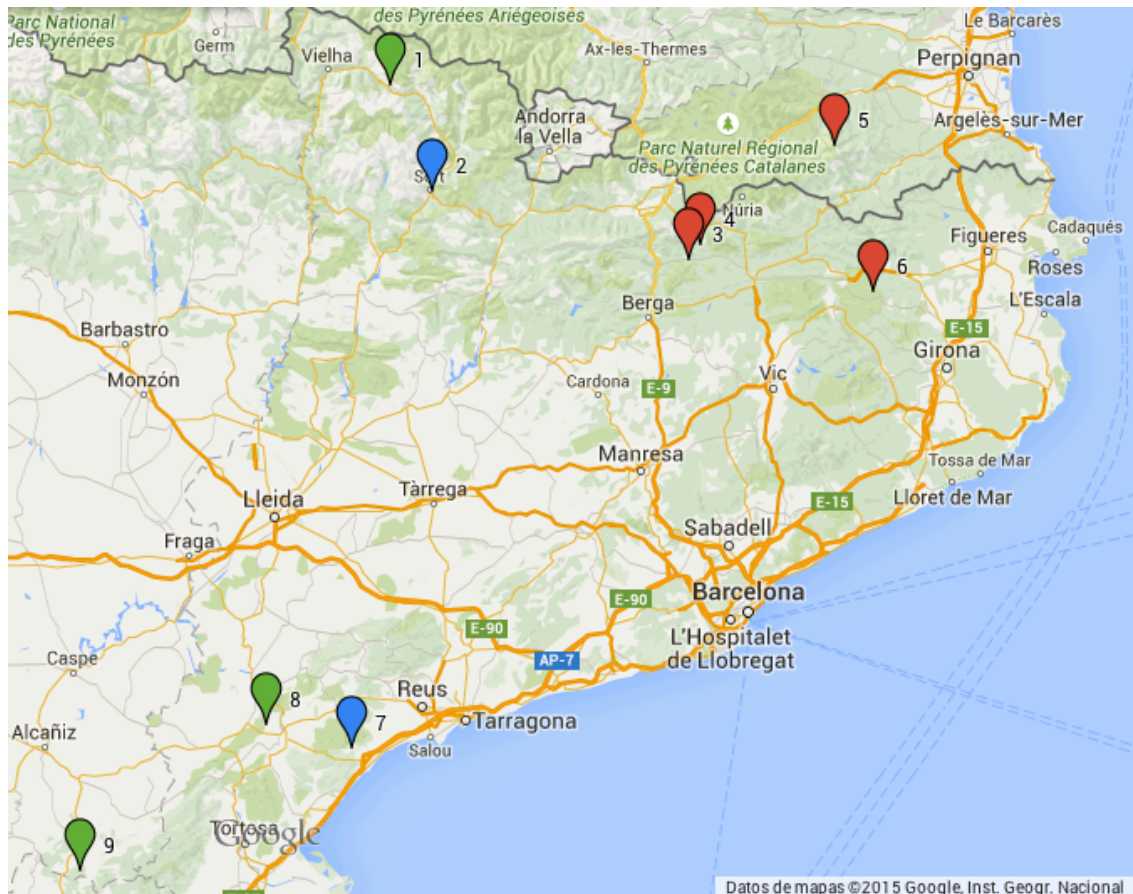 Parc National
des Pyrénées
Germ
des Pyrénées Ariégeoises
Le Barcarès
Vielha
1
Ax-les-Thermes
Perpignan
Andorra
la Vella
5
Argelès-sur-Mer
Parc Naturel Régional
des Pyrénées Catalanes
2
Sort
Núria
4
3
Cadaqués
Figueres
Roses
6
Berga
L'Escala
Barbastro
E-15
Girona
Monzón
Cardona
E-9
Vic
Manresa
Tossa de Mar
Tàrrega
Lleida
Lloret de Mar
E-15
Sabadell
Fraga
Barcelona
E-90
L'Hospitalet
de Llobregat
E-90
Caspe
AP-7
Reus
8
7
Tarragona
Alcañiz
Salou
Tortosa
Google
9
Datos de mapas ©2015 Google, Inst. Geogr. Nacional